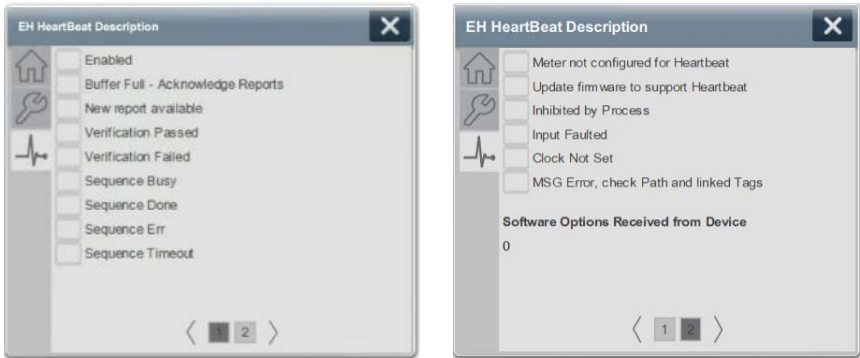 EH HeartBeat Description
Enabled
Buffer Full - Acknowledge Reports
New report available
Verification Passed
Verification Failed
Sequence Busy
Sequence Done
Sequence Err
Sequence Timeout
1 2
EH HeartBeat Description
Meter not configured for Heartbeat
Update firmware to support Heartbeat
Inhibited by Process
Input Faulted
Clock Not Set
MSG Error, check Path and linked Tags
Software Options Received from Device
0
1 2